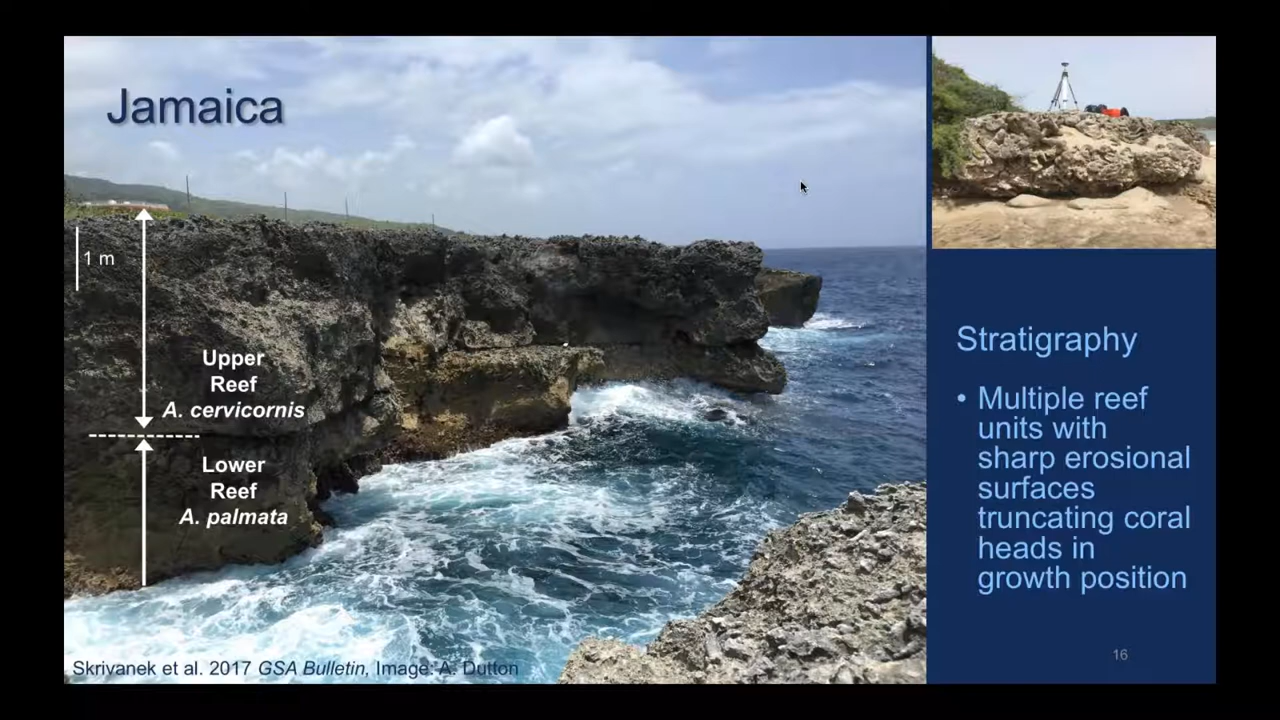 Jamaica
1 m
Upper
Reef
A. cervicornis
Lower
Reef
A. palmata
Skrivanek et al. 2017 GSA Bulletin, Image: A. Dutton
Stratigraphy
• Multiple reef
units with
sharp erosional
surfaces
truncating coral
heads in
growth position
16